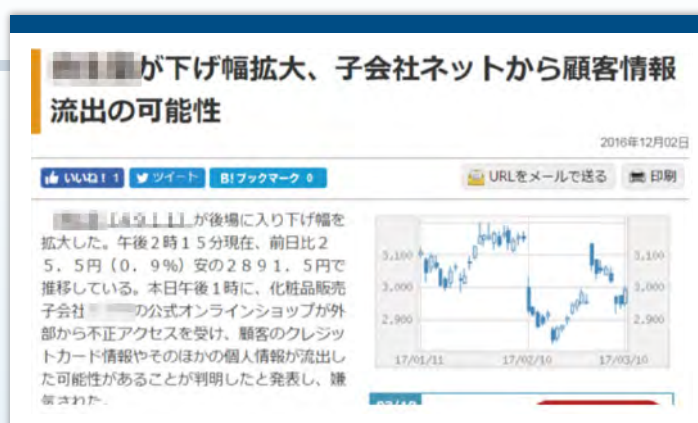 が下げ幅拡大、子会社ネットから顧客情報
流出の可能性
2016年12月02日
いいね! 1 ツイート B!ブックマーク 0 URLをメールで送る 印刷
が後場に入り下げ幅を
拡大した。午後2時15分現在、前日比2
5.5円(0.9%)安の2891.5円で
推移している。本日午後1時に、化粧品販売
子会社 の公式オンラインショップが外
部から不正アクセスを受け、顧客のクレジッ
トカード情報やそのほかの個人情報が流出し
た可能性があることが判明したと発表し、嫌
気された。
3,100 3,100
3,000 3,000
2,900 2,900
17/01/11 17/02/10 17/03/10